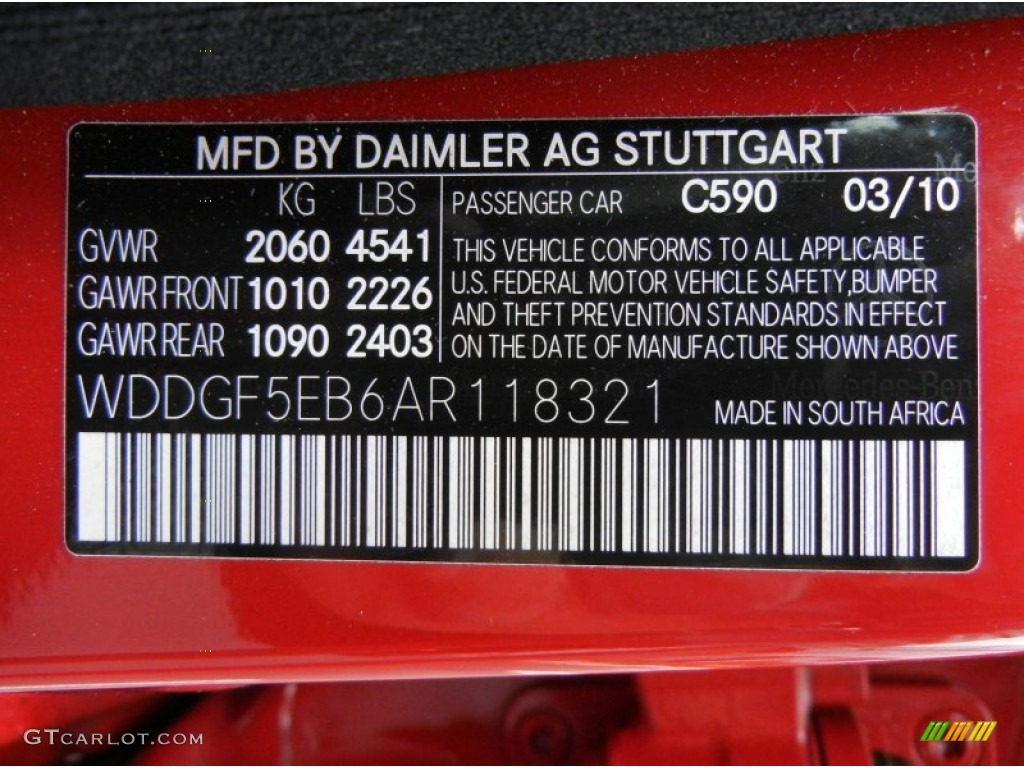 MFD BY DAIMLER AG STUTTGART
KG LBS
GVWR 2060 4541
GAWR FRONT 1010 2226
GAWR REAR 1090 2403
PASSENGER CAR C590 03/10
THIS VEHICLE CONFORMS TO ALL APPLICABLE
U.S. FEDERAL MOTOR VEHICLE SAFETY, BUMPER
AND THEFT PREVENTION STANDARDS IN EFFECT
ON THE DATE OF MANUFACTURE SHOWN ABOVE
WDDGF5EB6AR118321
MADE IN SOUTH AFRICA
GTCARLOT.COM